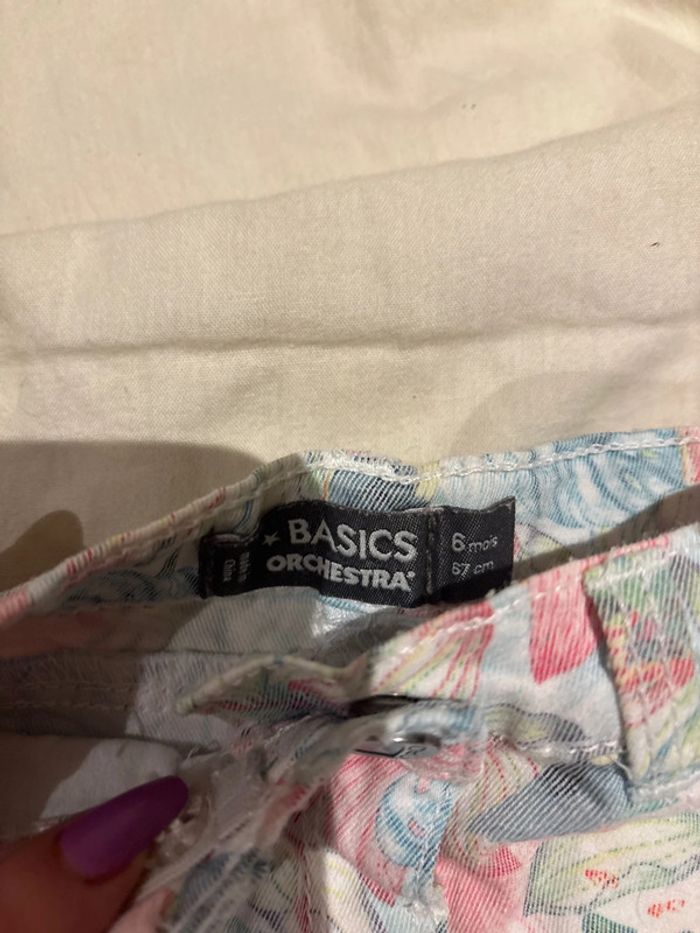 BASICS
ORCHESTRA
6 mois
67 cm